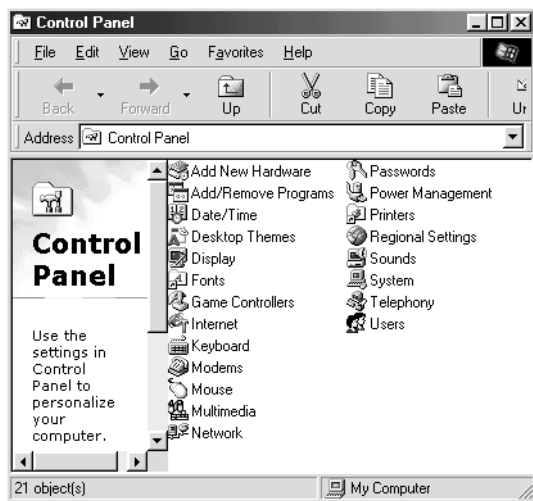 Control Panel
File Edit View Go Favorites Help
Back Forward Up Cut Copy Paste
Address Control Panel
Control
Panel
Use the
settings in
Control
Panel to
personalize
your
computer.
Add New Hardware
Add/Remove Programs
Date/Time
Desktop Themes
Display
Fonts
Game Controllers
Internet
Keyboard
Modems
Mouse
Multimedia
Network
Passwords
Power Management
Printers
Regional Settings
Sounds
System
Telephony
Users
21 object(s) My Computer